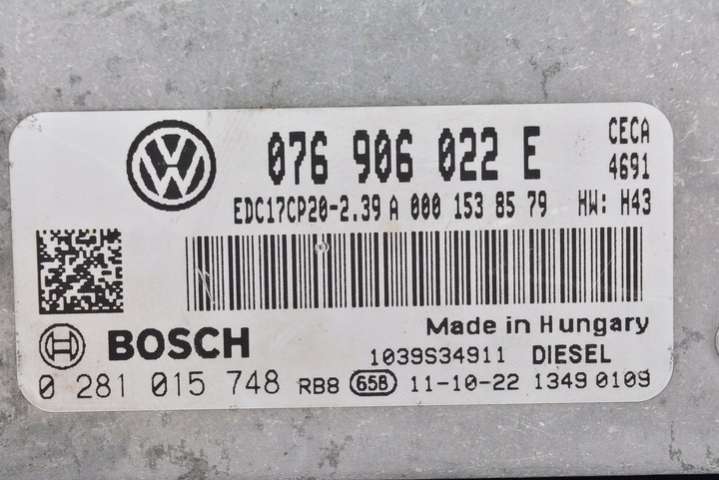 076 906 022 E CECA
4691
EDC17CP20-2.39 A 000 153 85 79 HW: H43
Made in Hungary
BOSCH
1039S34911 DIESEL
0 281 015 748 RB8 65B 11-10-22 1349 0109